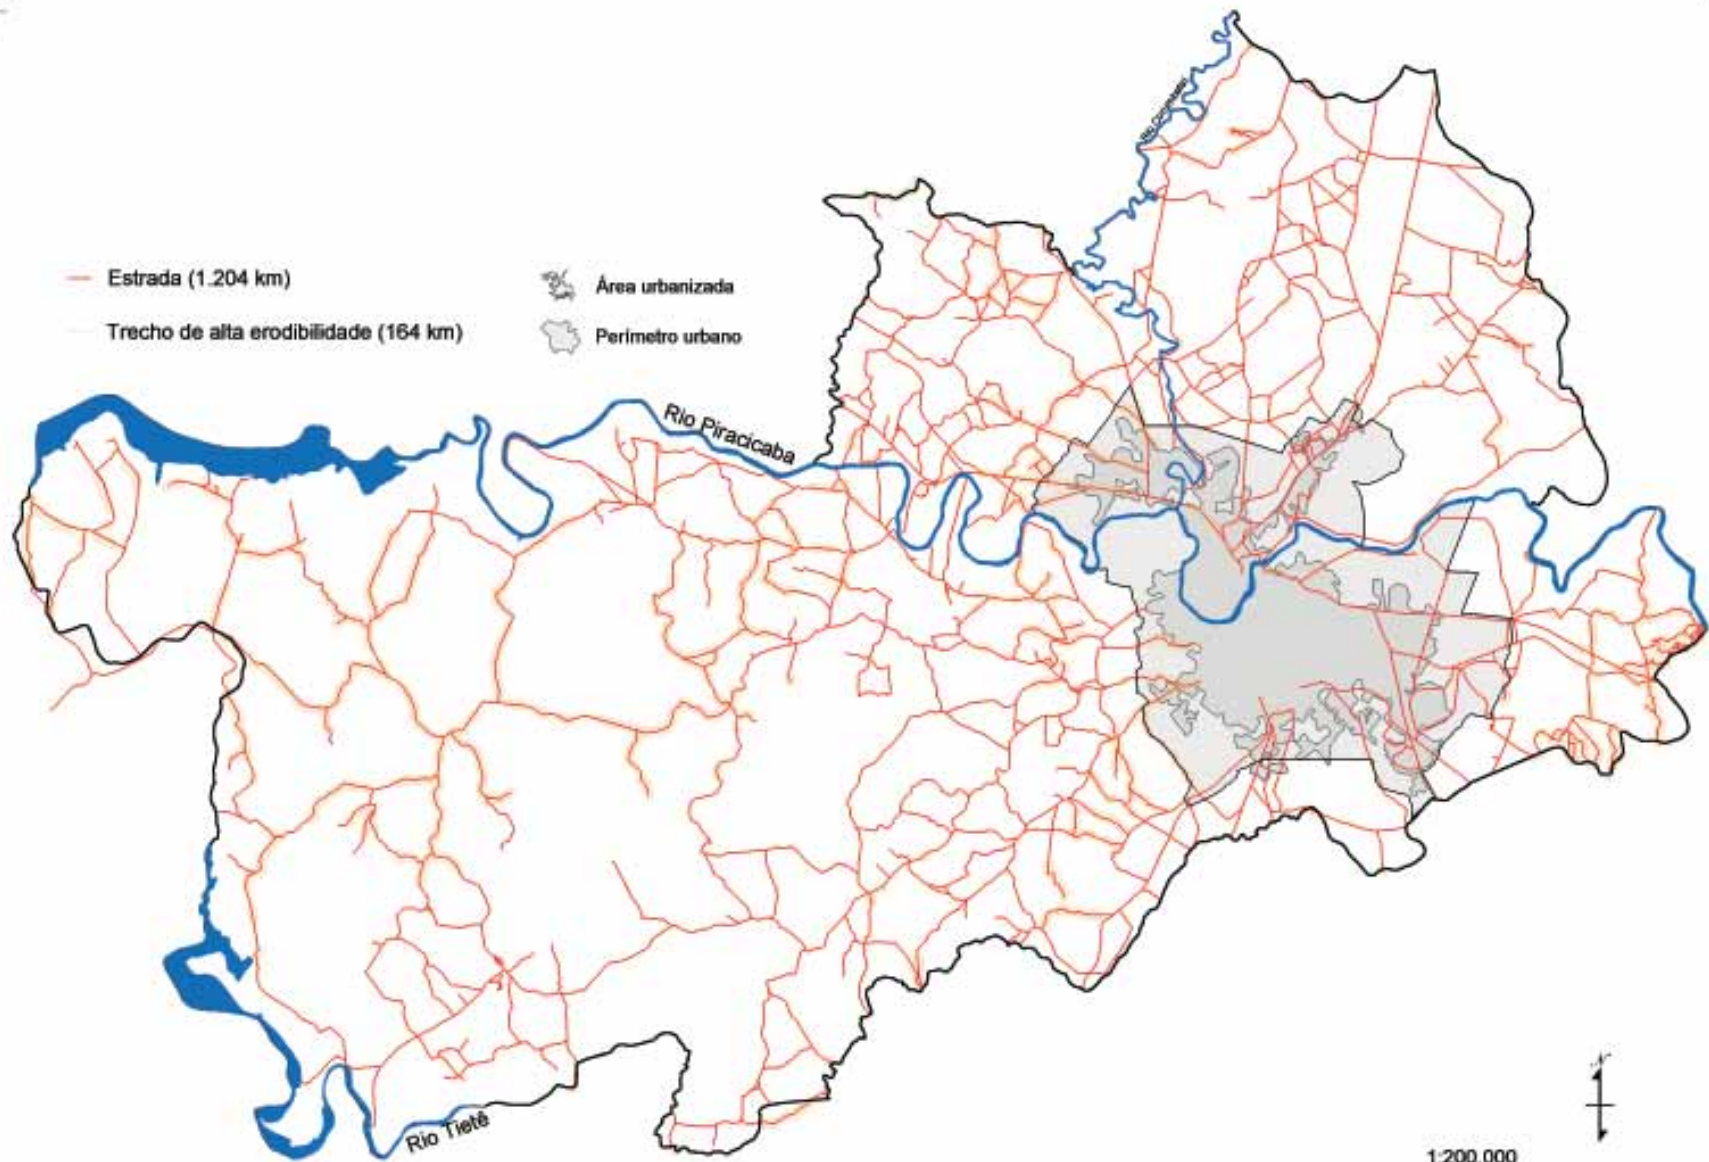 Estrada (1.204 km)
Trecho de alta erodibilidade (164 km)
Área urbanizada
Perímetro urbano
Rio Piracicaba
Rio Tietê
1:200.000